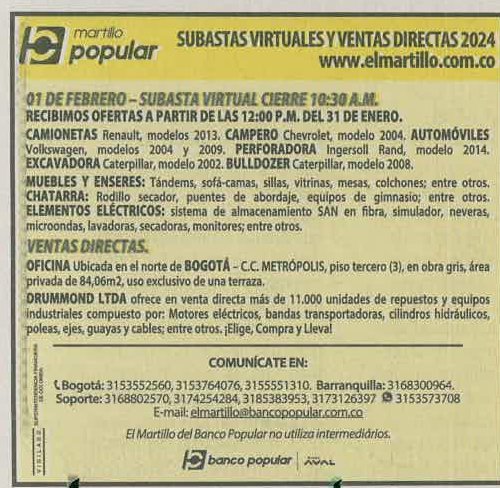 martillo
popular
SUBASTAS VIRTUALES Y VENTAS DIRECTAS 2024
www.elmartillo.com.co
01 DE FEBRERO – SUBASTA VIRTUAL CIERRE 10:30 A.M.
RECIBIMOS OFERTAS A PARTIR DE LAS 12:00 P.M. DEL 31 DE ENERO.
CAMIONETAS Renault, modelos 2013. CAMPERO Chevrolet, modelo 2004. AUTOMÓVILES
Volkswagen, modelos 2004 y 2009. PERFORADORA Ingersoll Rand, modelo 2014.
EXCAVADORA Caterpillar, modelo 2002. BULLDOZER Caterpillar, modelo 2008.
MUEBLES Y ENSERES: Tándems, sofá-camas, sillas, vitrinas, mesas, colchones; entre otros.
CHATARRA: Rodillo secador, puentes de abordaje, equipos de gimnasio; entre otros.
ELEMENTOS ELÉCTRICOS: sistema de almacenamiento SAN en fibra, simulador, neveras,
microondas, lavadoras, secadoras, monitores; entre otros.
VENTAS DIRECTAS.
OFICINA Ubicada en el norte de BOGOTÁ – C.C. METRÓPOLIS, piso tercero (3), en obra gris, área
privada de 84,06m2, uso exclusivo de una terraza.
DRUMMOND LTDA ofrece en venta directa más de 11.000 unidades de repuestos y equipos
industriales compuesto por: Motores eléctricos, bandas transportadoras, cilindros hidráulicos,
poleas, ejes, guayas y cables; entre otros. ¡Elige, Compra y Lleva!
COMUNÍCATE EN:
Bogotá: 3153552560, 3153764076, 3155551310. Barranquilla: 3168300964.
Soporte: 3168802570, 3174254284, 3185383953, 3173126397 3153573708
E-mail: elmartillo@bancopopular.com.co
El Martillo del Banco Popular no utiliza intermediários.
banco popular
AVAL
VIGILADO SUPERINTENDENCIA FINANCIERA DE COLOMBIA